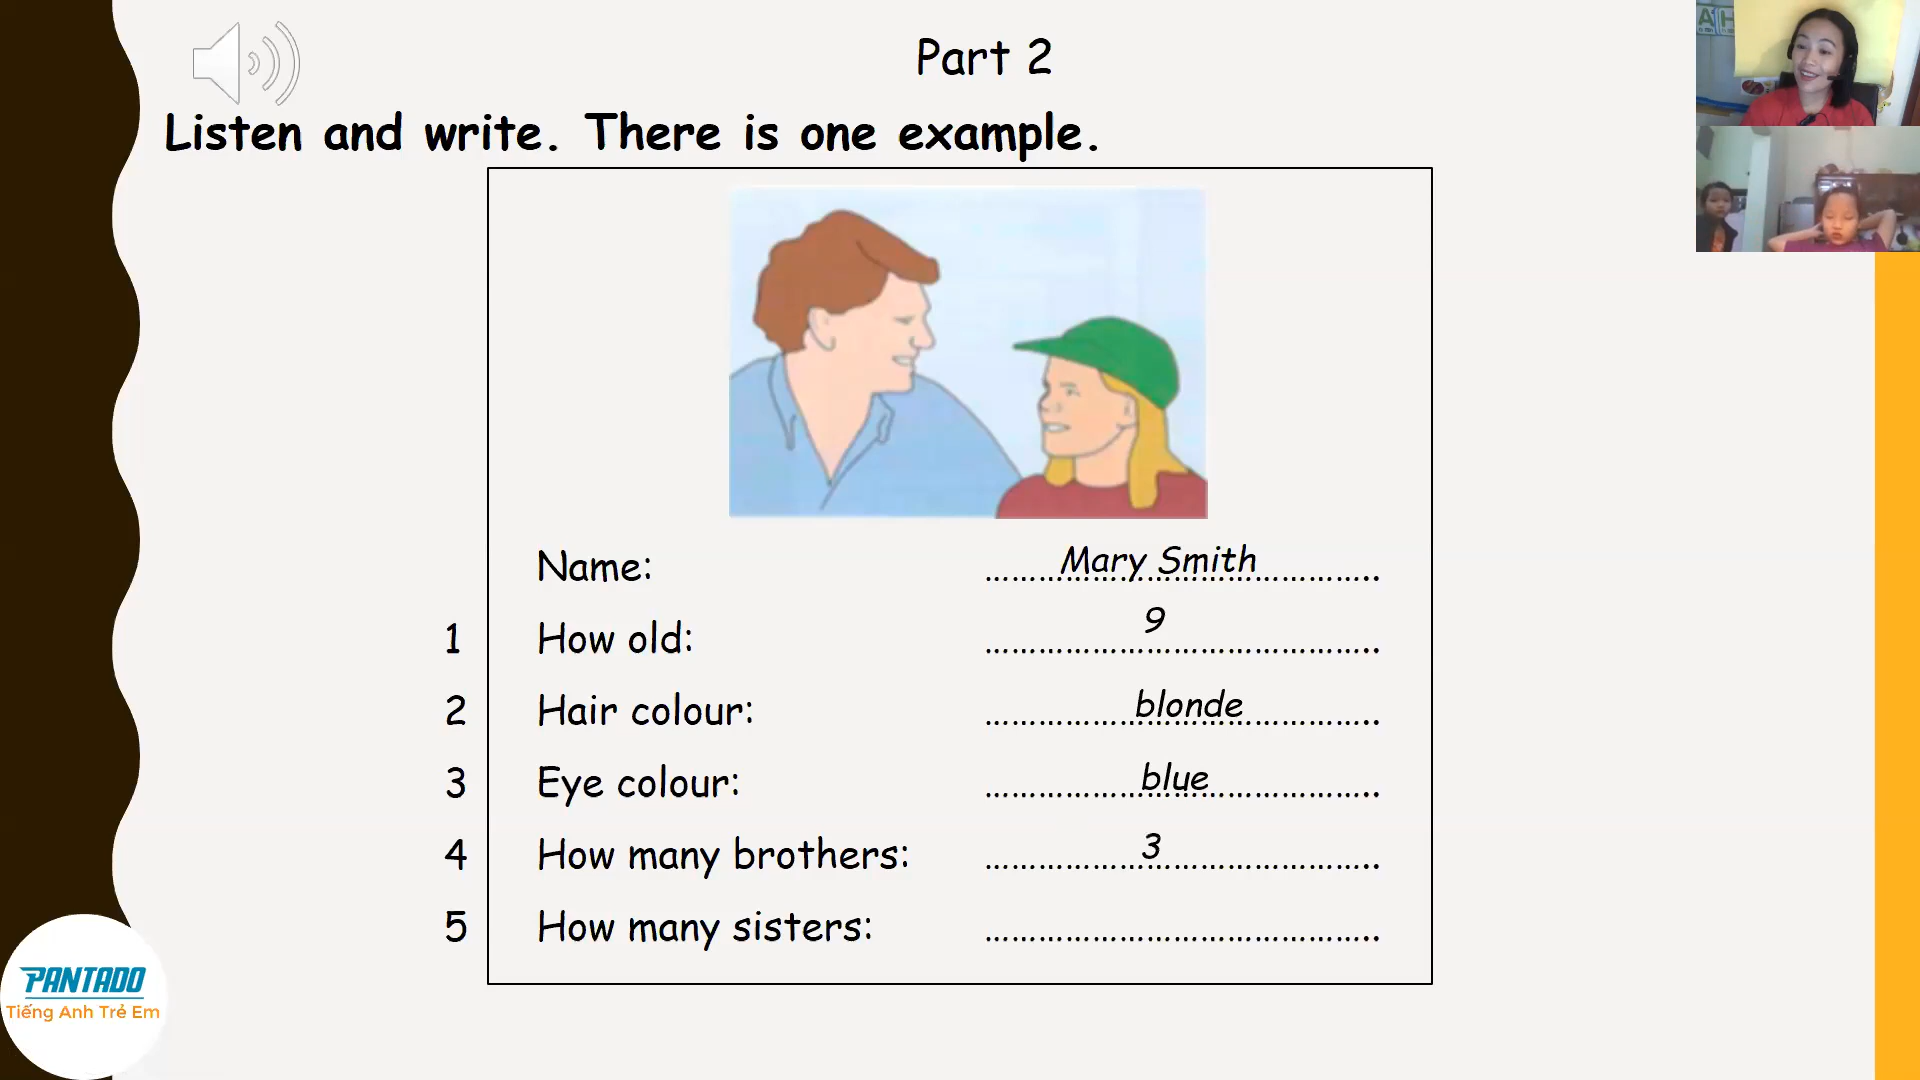 Part 2
Listen and write. There is one example.
Name: ……………………………………….. Mary Smith
1 How old: ……………………………………….. 9
2 Hair colour: ……………………………………….. blonde
3 Eye colour: ……………………………………….. blue
4 How many brothers: ……………………………………….. 3
5 How many sisters: ………………………………………..
PANTADO
Tiếng Anh Trẻ Em